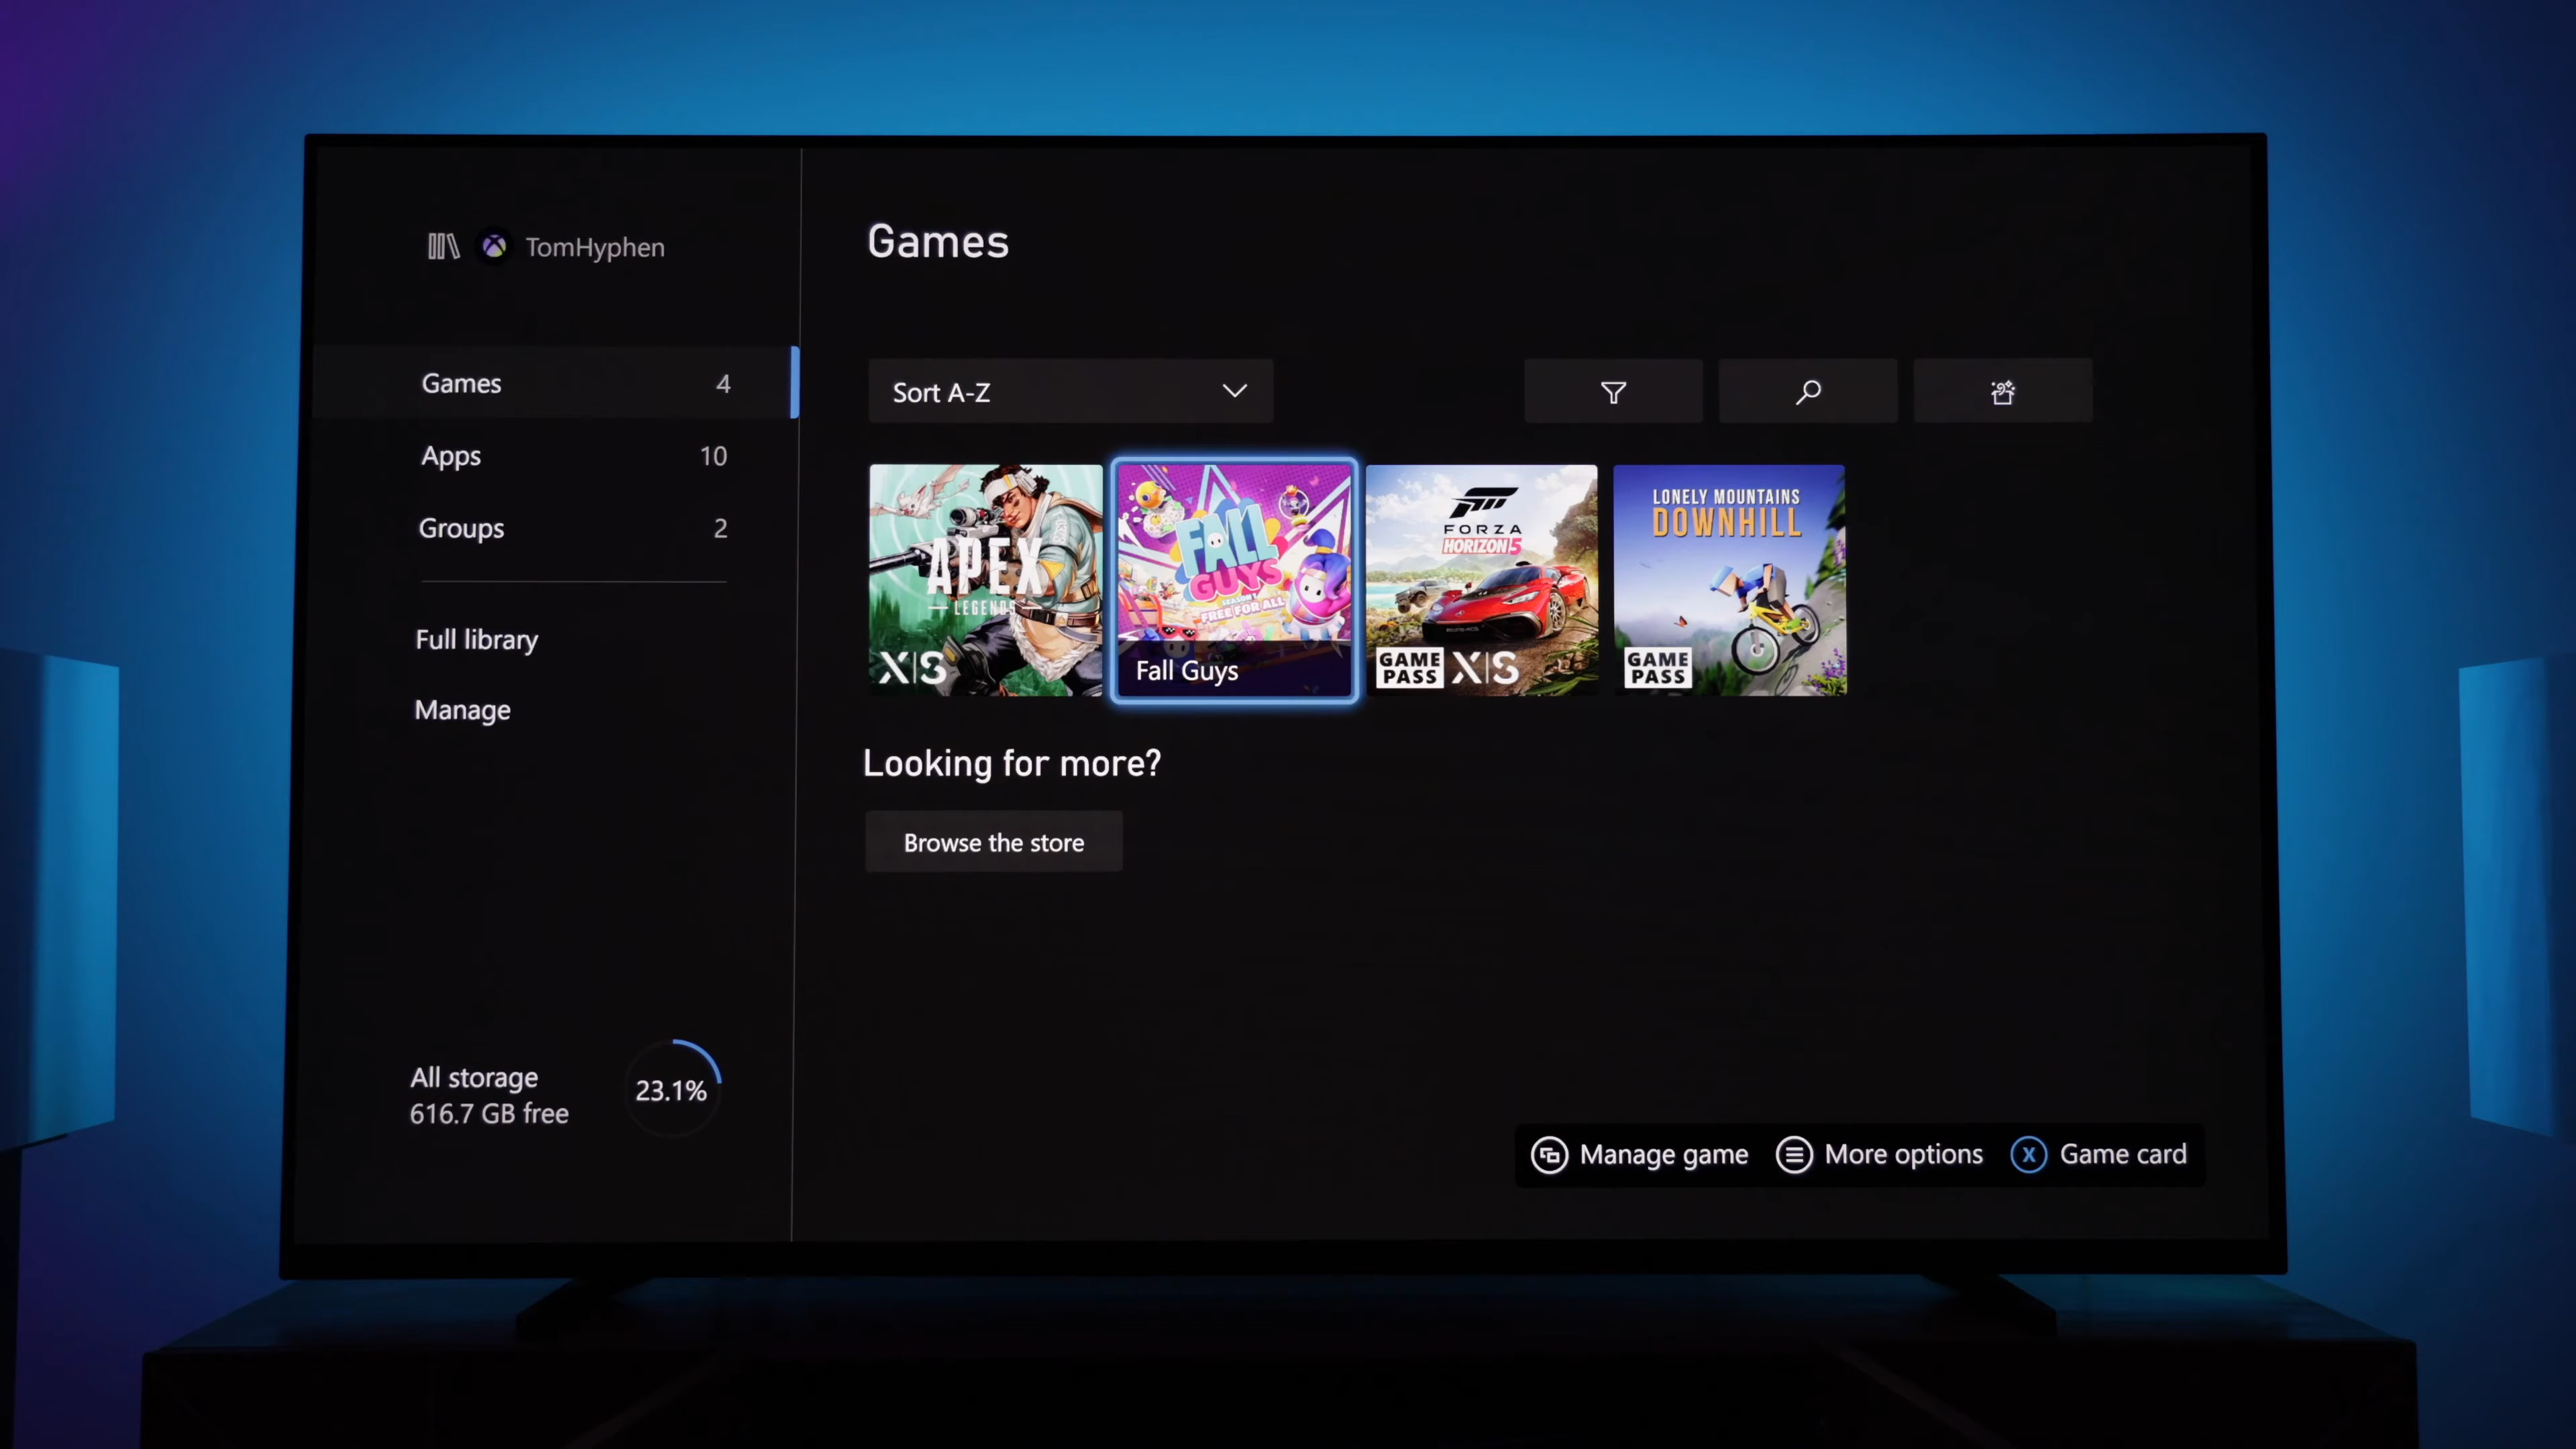 TomHyphen
Games 4
Apps 10
Groups 2
Full library
Manage
All storage
616.7 GB free
23.1%
Games
Sort A-Z
APEX
LEGENDS
X|S
FALL
GUYS
SEASON 1
FREE FOR ALL
Fall Guys
FORZA
HORIZON 5
GAME
PASS
X|S
LONELY MOUNTAINS
DOWNHILL
GAME
PASS
Looking for more?
Browse the store
Manage game
More options
X Game card